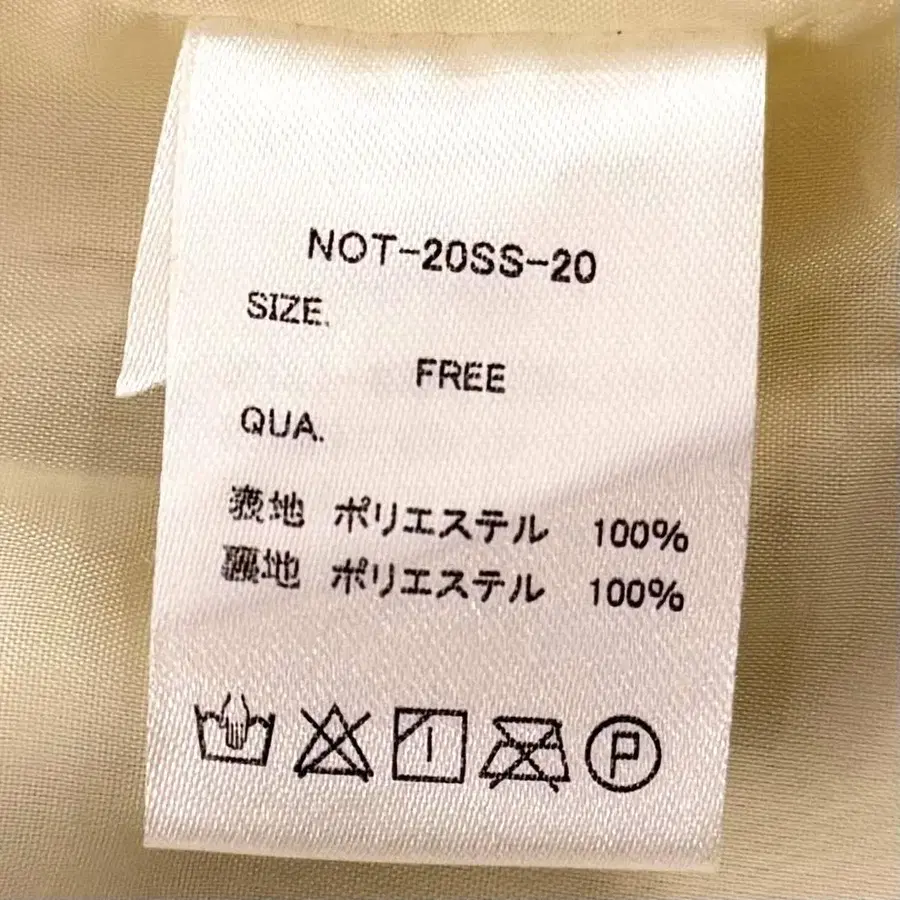 NOT-20SS-20
SIZE.
FREE
QUA.
表地 ポリエステル 100%
裏地 ポリエステル 100%
P